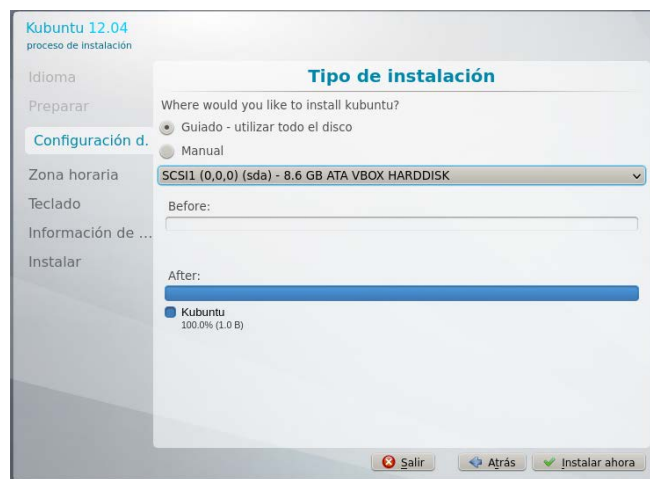 Kubuntu 12.04
proceso de instalación
Idioma
Preparar
Configuración d.
Zona horaria
Teclado
Información de ...
Instalar
Tipo de instalación
Where would you like to install kubuntu?
Guiado - utilizar todo el disco
Manual
SCSI1 (0,0,0) (sda) - 8.6 GB ATA VBOX HARDDISK
Before:
After:
Kubuntu
100.0% (1.0 B)
Salir
Atrás
Instalar ahora